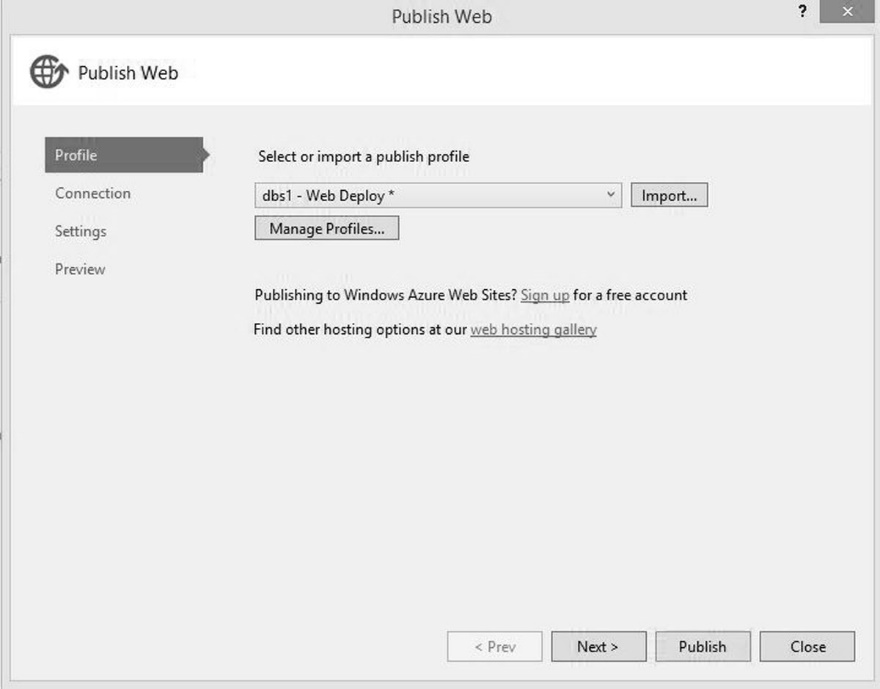 Publish Web
?
Publish Web
Profile
Connection
Settings
Preview
Select or import a publish profile
dbs1 - Web Deploy *
Import...
Manage Profiles...
Publishing to Windows Azure Web Sites? Sign up for a free account
Find other hosting options at our web hosting gallery
< Prev
Next >
Publish
Close